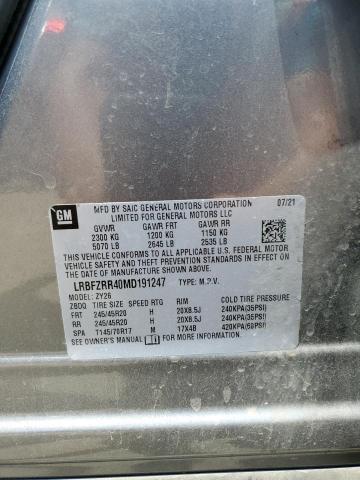 GM
MFD BY SAIC GENERAL MOTORS CORPORATION 07/21
LIMITED FOR GENERAL MOTORS LLC
GVWR GAWR FRT GAWR RR
2300 KG 1200 KG 1150 KG
5070 LB 2645 LB 2535 LB
THIS VEHICLE CONFORMS TO ALL APPLICABLE U.S. FEDERAL MOTOR
VEHICLE SAFETY, BUMPER, AND THEFT PREVENTION STANDARDS IN
EFFECT ON THE DATE OF MANUFACTURE SHOWN ABOVE.
LRBFZRR40MD191247 TYPE: M.P.V.
MODEL: ZY26
ZBDD TIRE SIZE SPEED RTG RIM COLD TIRE PRESSURE
FRT 245/45R20 H 20X8.5J 240KPA(35PSI)
RR 245/45R20 H 20X8.5J 240KPA(35PSI)
SPA T145/70R17 M 17X4B 420KPA(60PSI)
SEE OWNER'S MANUAL FOR MORE INFORMATION.